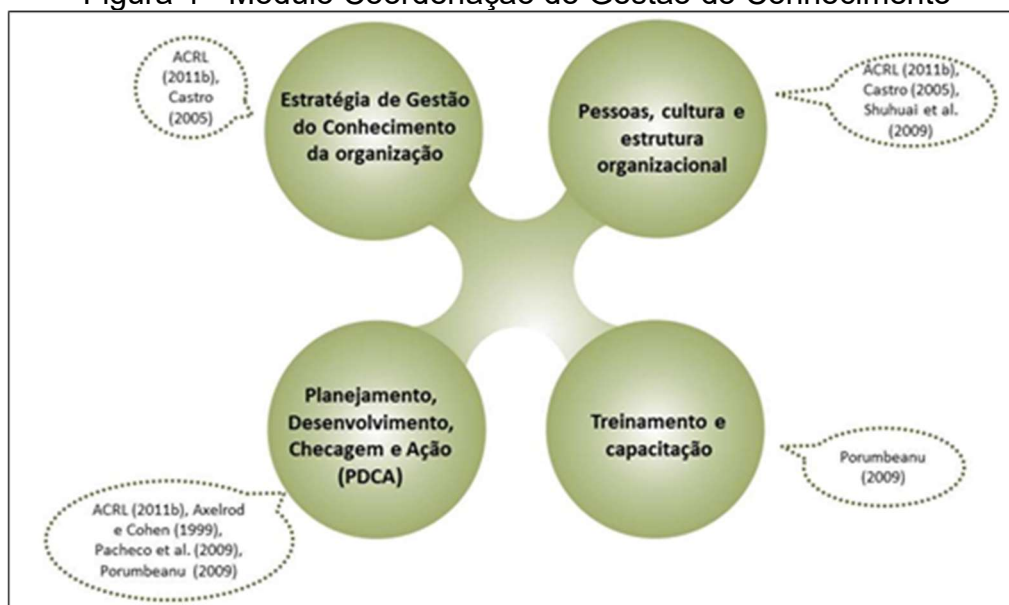 Figura 4 - Módulo Coordenação de Gestão do Conhecimento
ACRL
(2011b),
Castro
(2005)
Estratégia de Gestão
do Conhecimento
da organização
Pessoas, cultura e
estrutura
organizacional
ACRL (2011b),
Castro (2005),
Shuhuai et al.
(2009)
Planejamento,
Desenvolvimento,
Checagem e Ação
(PDCA)
Treinamento e
capacitação
Porumbeanu
(2009)
ACRL (2011b), Axelrod
e Cohen (1999),
Pacheco et al. (2009),
Porumbeanu (2009)